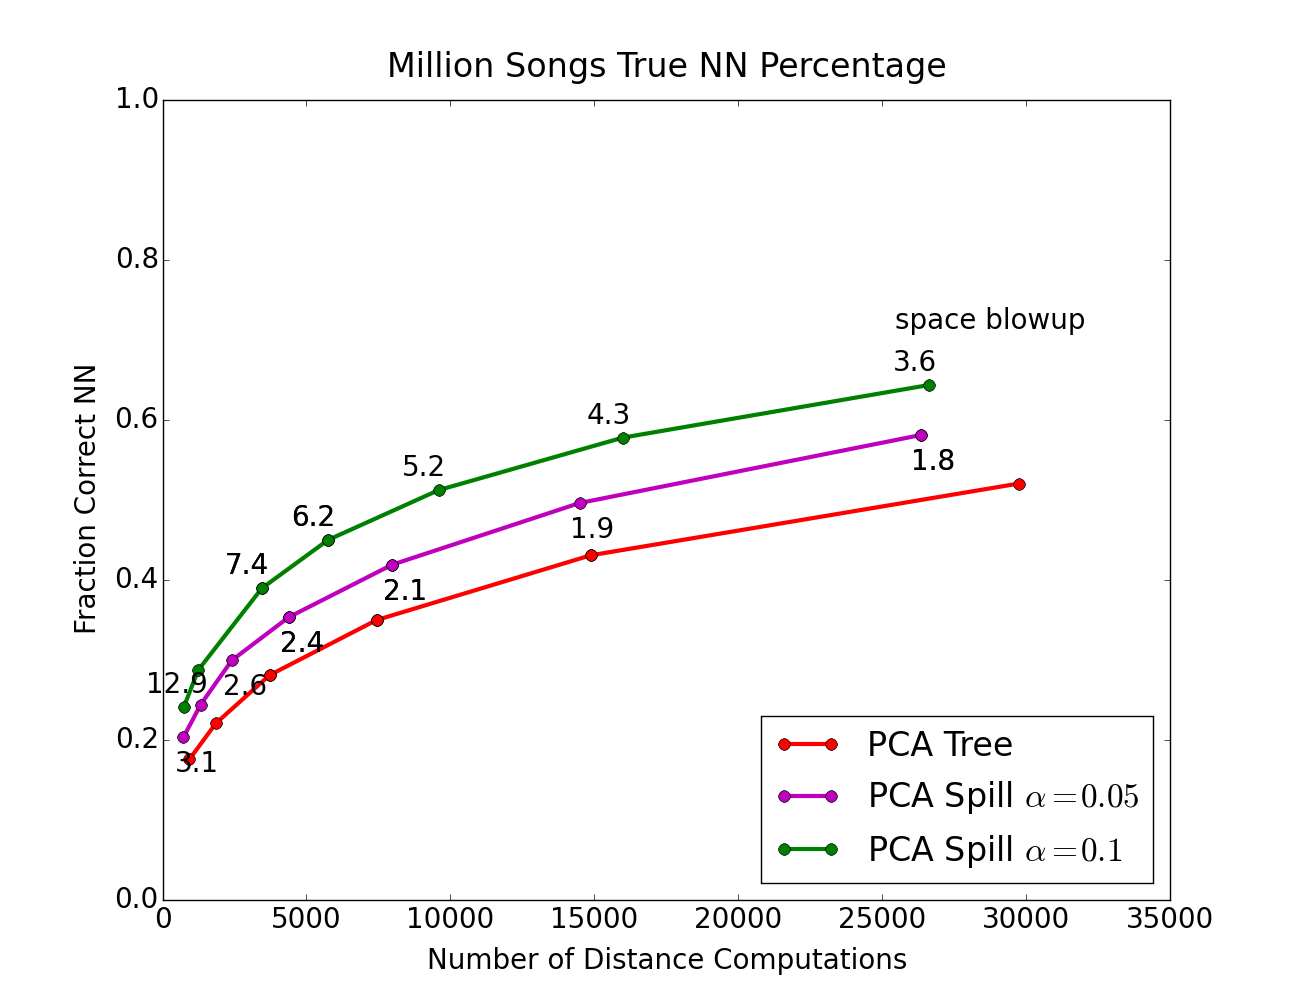 Million Songs True NN Percentage
Fraction Correct NN
1.0
0.8
0.6
0.4
0.2
0.0
space blowup
3.6
4.3
5.2
6.2
7.4
12.9
1.8
1.9
2.1
2.4
2.6
3.1
PCA Tree
PCA Spill α=0.05
PCA Spill α=0.1
0 5000 10000 15000 20000 25000 30000 35000
Number of Distance Computations